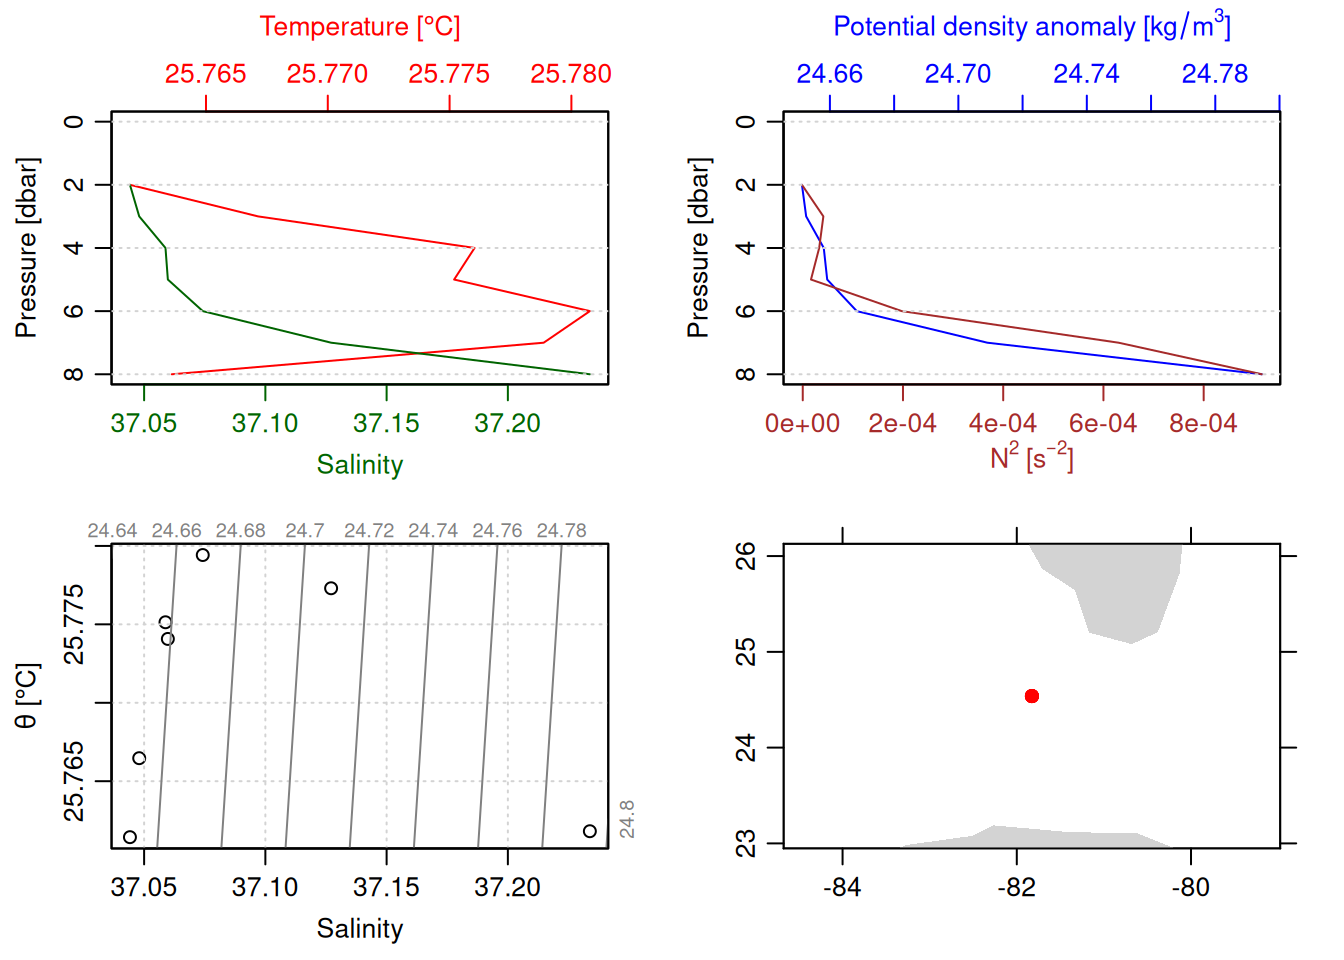 Temperature [°C]
25.765 25.770 25.775 25.780
0
2
4
6
8
Pressure [dbar]
37.05 37.10 37.15 37.20
Salinity
Potential density anomaly [kg/m³]
24.66 24.70 24.74 24.78
0
2
4
6
8
Pressure [dbar]
0e+00 2e-04 4e-04 6e-04 8e-04
N² [s⁻²]
24.64 24.66 24.68 24.7 24.72 24.74 24.76 24.78
24.8
25.775
25.765
θ [°C]
37.05 37.10 37.15 37.20
Salinity
26
25
24
23
-84 -82 -80